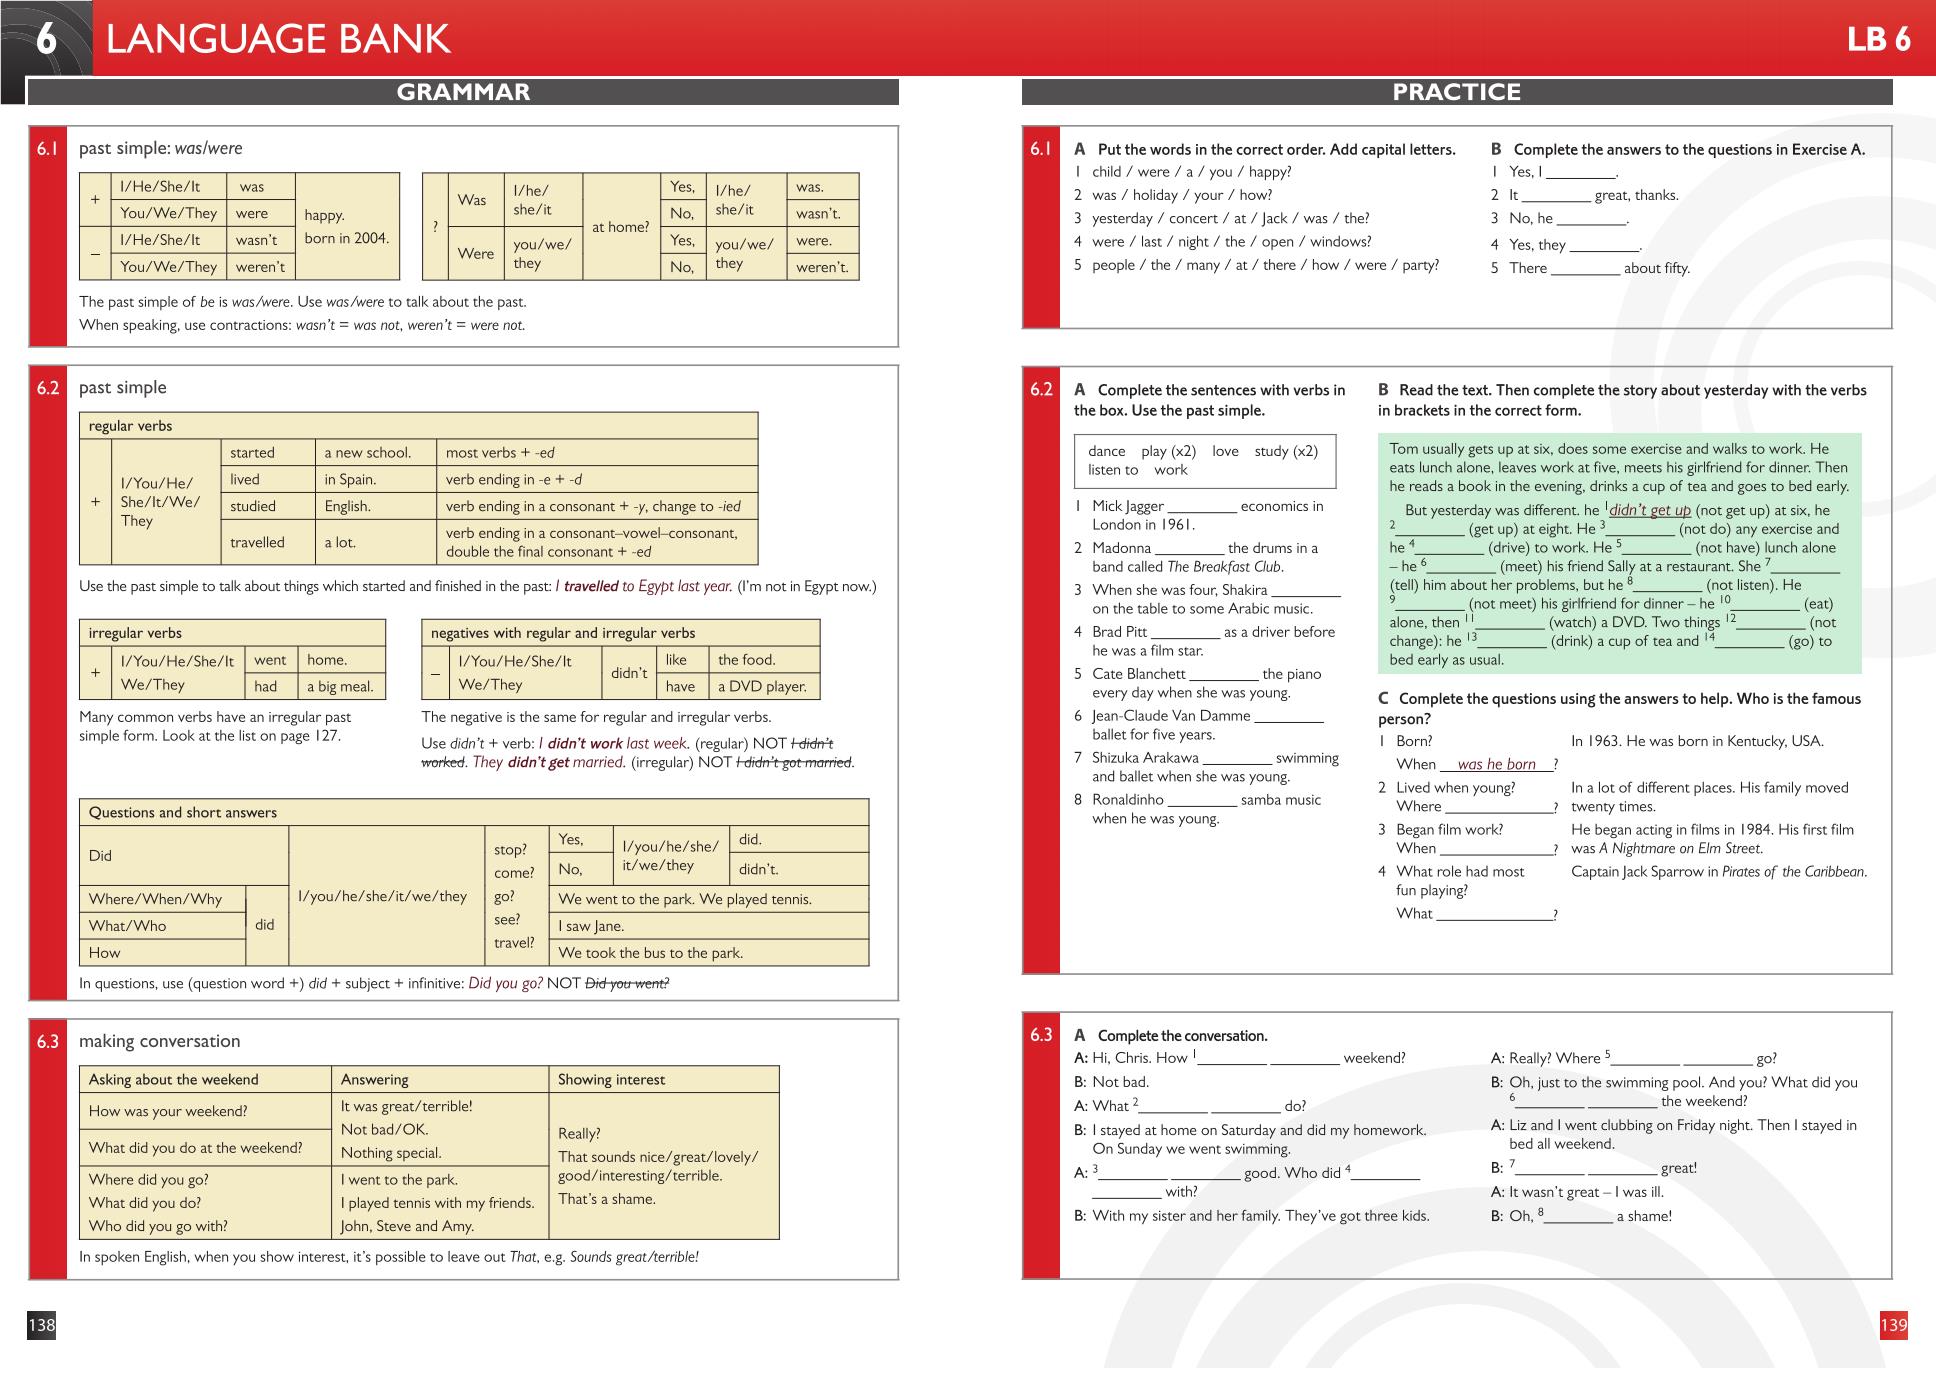 6 LANGUAGE BANK
LB 6
GRAMMAR
6.1 past simple: was/were
+ I/He/She/It was happy. born in 2004.
You/We/They were
– I/He/She/It wasn't
You/We/They weren't
? Was I/he/ she/it at home? Yes, I/he/ she/it was.
No, wasn't.
Were you/we/ they Yes, you/we/ they were.
No, weren't.
The past simple of be is was/were. Use was/were to talk about the past.
When speaking, use contractions: wasn't = was not, weren't = were not.
6.2 past simple
regular verbs
+ I/You/He/ She/It/We/ They
started a new school. most verbs + -ed
lived in Spain. verb ending in -e + -d
studied English. verb ending in a consonant + -y, change to -ied
travelled a lot. verb ending in a consonant–vowel–consonant,
double the final consonant + -ed
Use the past simple to talk about things which started and finished in the past: I travelled to Egypt last year. (I'm not in Egypt now.)
irregular verbs
+ I/You/He/She/It We/They went home.
had a big meal.
Many common verbs have an irregular past
simple form. Look at the list on page 127.
negatives with regular and irregular verbs
– I/You/He/She/It We/They didn't like the food.
have a DVD player.
The negative is the same for regular and irregular verbs.
Use didn't + verb: I didn't work last week. (regular) NOT I didn't
worked. They didn't get married. (irregular) NOT I didn't got married.
Questions and short answers
Did I/you/he/she/it/we/they stop? come? go? see? travel? Yes, I/you/he/she/ it/we/they did.
No, didn't.
Where/When/Why did We went to the park. We played tennis.
What/Who I saw Jane.
How We took the bus to the park.
In questions, use (question word +) did + subject + infinitive: Did you go? NOT Did you went?
6.3 making conversation
Asking about the weekend Answering Showing interest
How was your weekend?
What did you do at the weekend?
It was great/terrible!
Not bad/OK.
Nothing special.
Where did you go?
What did you do?
Who did you go with?
I went to the park.
I played tennis with my friends.
John, Steve and Amy.
Really?
That sounds nice/great/lovely/
good/interesting/terrible.
That's a shame.
In spoken English, when you show interest, it's possible to leave out That, e.g. Sounds great/terrible!
138
PRACTICE
6.1 A Put the words in the correct order. Add capital letters.
1 child / were / a / you / happy?
2 was / holiday / your / how?
3 yesterday / concert / at / Jack / was / the?
4 were / last / night / the / open / windows?
5 people / the / many / at / there / how / were / party?
B Complete the answers to the questions in Exercise A.
1 Yes, I ________.
2 It ________ great, thanks.
3 No, he ________.
4 Yes, they ________.
5 There ________ about fifty.
6.2 A Complete the sentences with verbs in
the box. Use the past simple.
dance play (x2) love study (x2)
listen to work
1 Mick Jagger ________ economics in
London in 1961.
2 Madonna ________ the drums in a
band called The Breakfast Club.
3 When she was four, Shakira ________
on the table to some Arabic music.
4 Brad Pitt ________ as a driver before
he was a film star.
5 Cate Blanchett ________ the piano
every day when she was young.
6 Jean-Claude Van Damme ________
ballet for five years.
7 Shizuka Arakawa ________ swimming
and ballet when she was young.
8 Ronaldinho ________ samba music
when he was young.
B Read the text. Then complete the story about yesterday with the verbs
in brackets in the correct form.
Tom usually gets up at six, does some exercise and walks to work. He
eats lunch alone, leaves work at five, meets his girlfriend for dinner. Then
he reads a book in the evening, drinks a cup of tea and goes to bed early.
But yesterday was different. he 1 didn't get up (not get up) at six, he
2 ________ (get up) at eight. He 3 ________ (not do) any exercise and
he 4 ________ (drive) to work. He 5 ________ (not have) lunch alone
– he 6 ________ (meet) his friend Sally at a restaurant. She 7 ________
(tell) him about her problems, but he 8 ________ (not listen). He
9 ________ (not meet) his girlfriend for dinner – he 10 ________ (eat)
alone, then 11 ________ (watch) a DVD. Two things 12 ________ (not
change): he 13 ________ (drink) a cup of tea and 14 ________ (go) to
bed early as usual.
C Complete the questions using the answers to help. Who is the famous
person?
1 Born? In 1963. He was born in Kentucky, USA.
When was he born?
2 Lived when young? In a lot of different places. His family moved
Where ________? twenty times.
3 Began film work? He began acting in films in 1984. His first film
When ________? was A Nightmare on Elm Street.
4 What role had most Captain Jack Sparrow in Pirates of the Caribbean.
fun playing?
What ________?
6.3 A Complete the conversation.
A: Hi, Chris. How 1 ________ ________ weekend?
B: Not bad.
A: What 2 ________ ________ do?
B: I stayed at home on Saturday and did my homework.
On Sunday we went swimming.
A: 3 ________ ________ good. Who did 4 ________
________ with?
B: With my sister and her family. They've got three kids.
A: Really? Where 5 ________ ________ go?
B: Oh, just to the swimming pool. And you? What did you
6 ________ ________ the weekend?
A: Liz and I went clubbing on Friday night. Then I stayed in
bed all weekend.
B: 7 ________ ________ great!
A: It wasn't great – I was ill.
B: Oh, 8 ________ a shame!
139